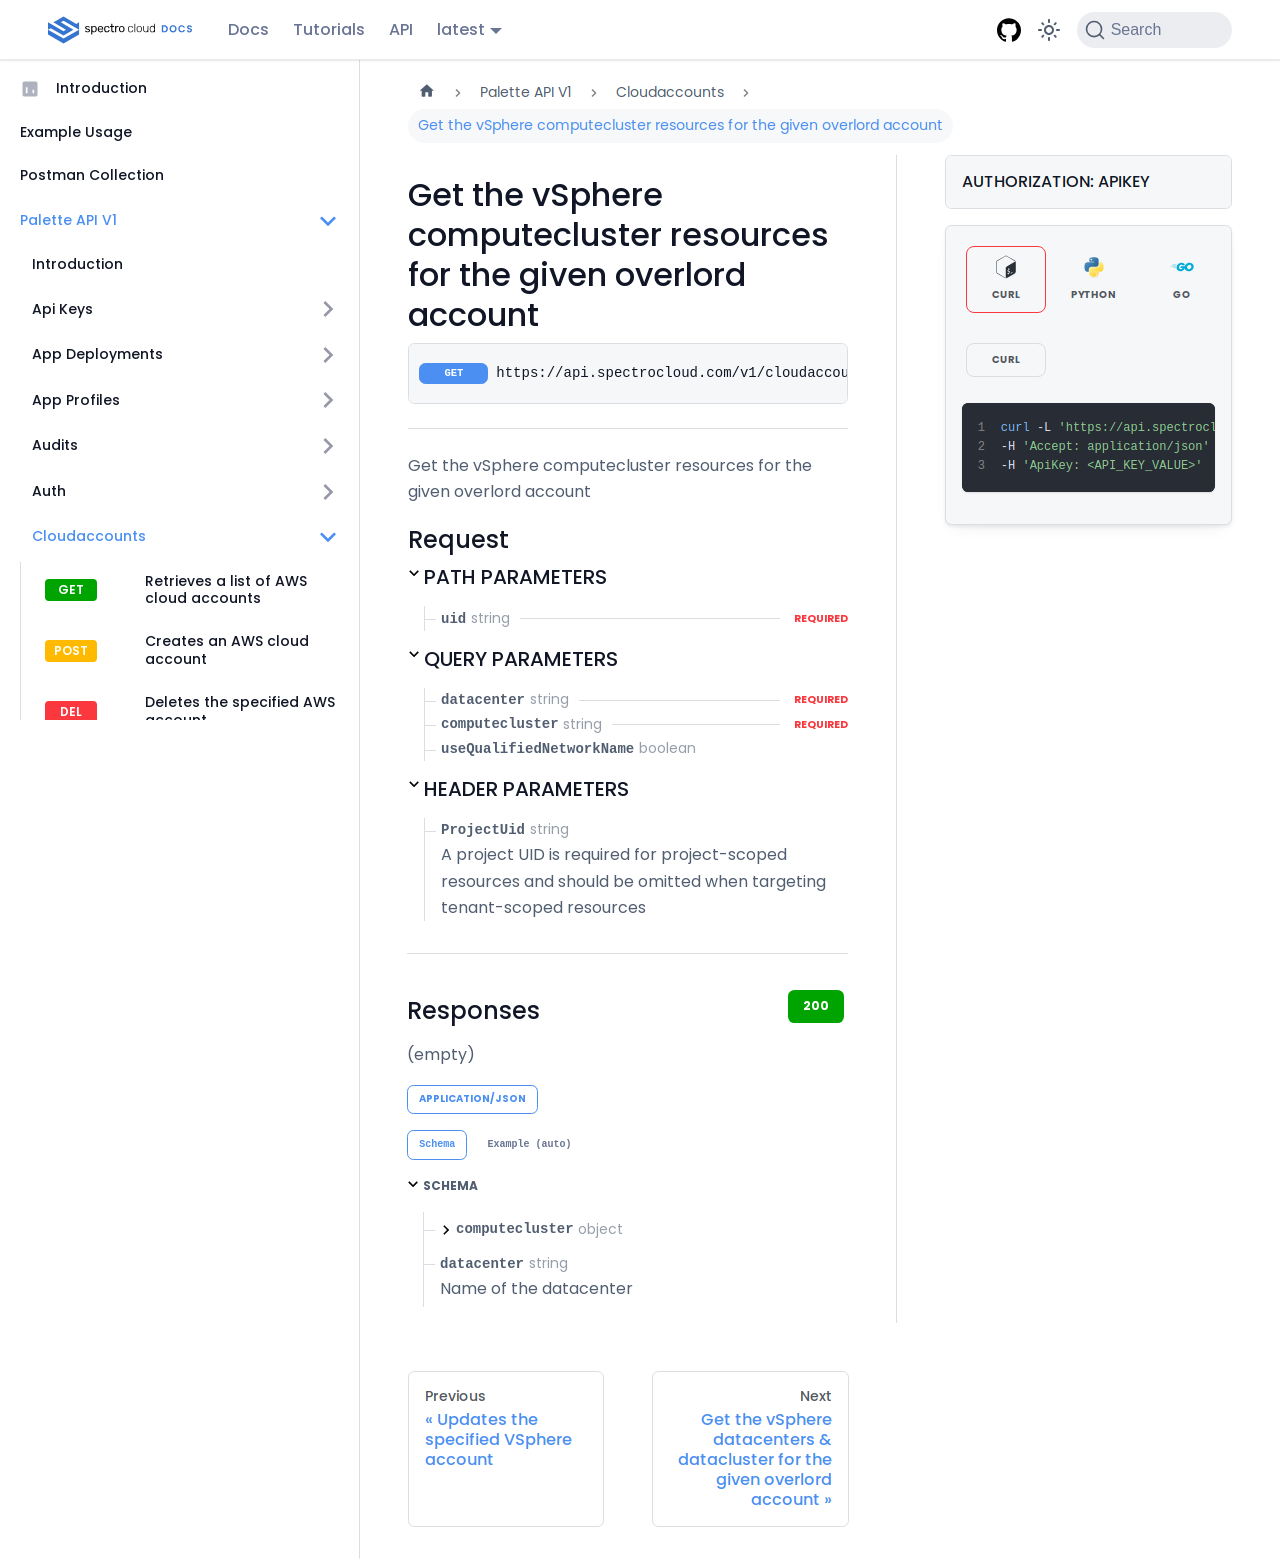 spectro cloud DOCS
Docs
Tutorials
API
latest
Search
Introduction
Example Usage
Postman Collection
Palette API V1
Introduction
Api Keys
App Deployments
App Profiles
Audits
Auth
Cloudaccounts
GET
Retrieves a list of AWS
cloud accounts
POST
Creates an AWS cloud
account
DEL
Deletes the specified AWS
account
Palette API V1
Cloudaccounts
Get the vSphere computecluster resources for the given overlord account
Get the vSphere
computecluster resources
for the given overlord
account
GET https://api.spectrocloud.com/v1/cloudaccou
Get the vSphere computecluster resources for the
given overlord account
Request
PATH PARAMETERS
uid string REQUIRED
QUERY PARAMETERS
datacenter string REQUIRED
computecluster string REQUIRED
useQualifiedNetworkName boolean
HEADER PARAMETERS
ProjectUid string
A project UID is required for project-scoped
resources and should be omitted when targeting
tenant-scoped resources
Responses
200
(empty)
APPLICATION/JSON
Schema Example (auto)
SCHEMA
computecluster object
datacenter string
Name of the datacenter
AUTHORIZATION: APIKEY
CURL PYTHON GO
CURL
1 curl -L 'https://api.spectrocl
2 -H 'Accept: application/json'
3 -H 'ApiKey: <API_KEY_VALUE>'
Previous
« Updates the
specified VSphere
account
Next
Get the vSphere
datacenters &
datacluster for the
given overlord
account »